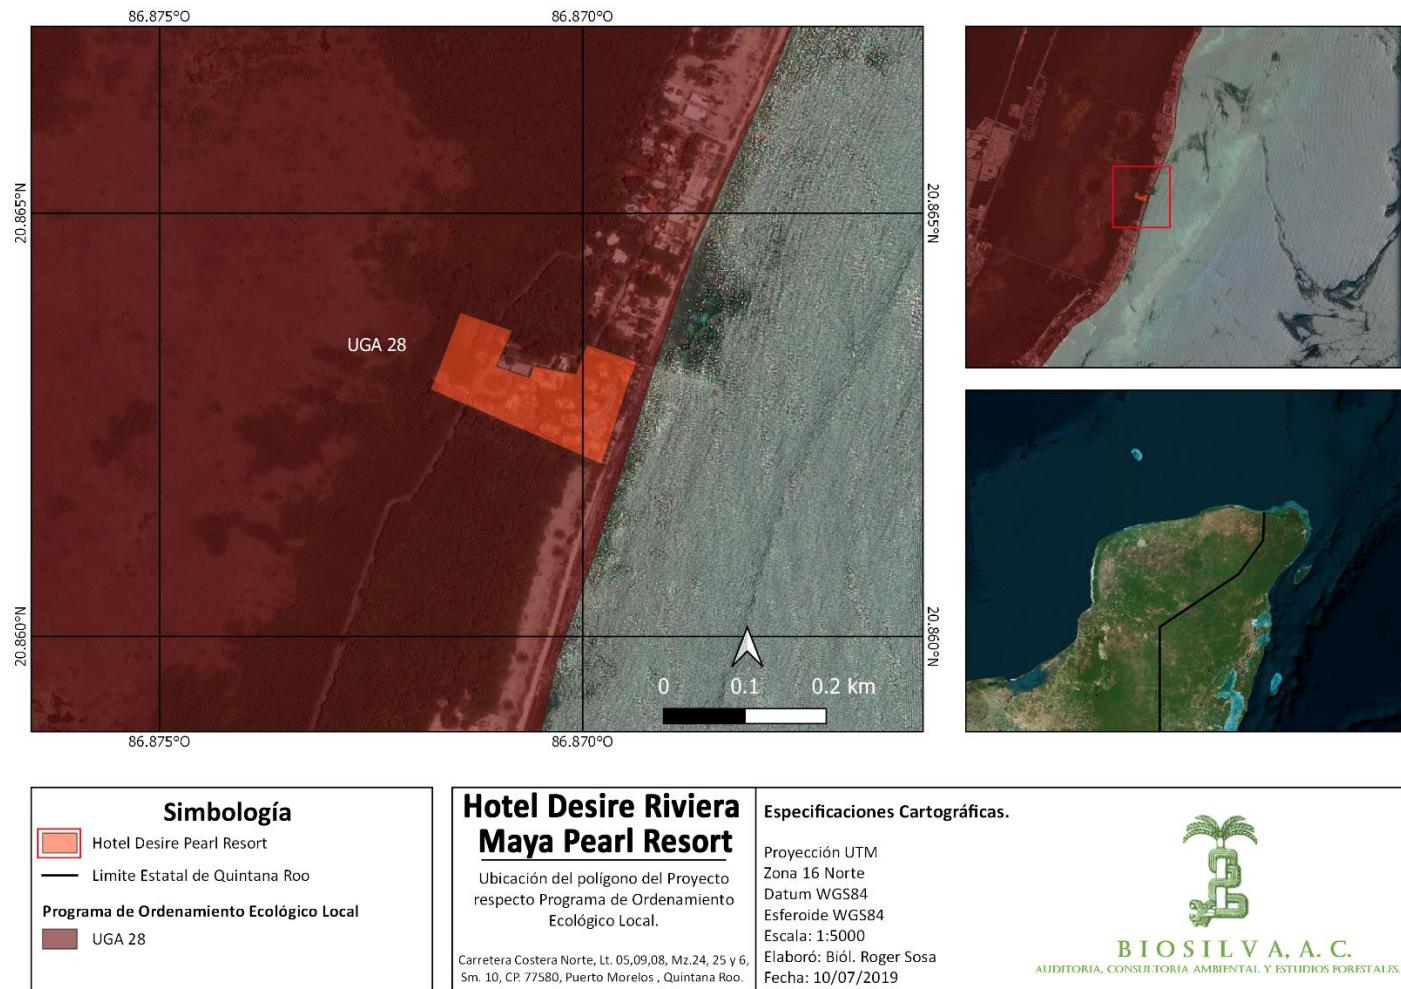 86.875°O
86.870°O
20.865°N
20.865°N
UGA 28
20.860°N
20.860°N
0 0.1 0.2 km
86.875°O
86.870°O
Simbología
Hotel Desire Pearl Resort
Limite Estatal de Quintana Roo
Programa de Ordenamiento Ecológico Local
UGA 28
Hotel Desire Riviera
Maya Pearl Resort
Ubicación del polígono del Proyecto
respecto Programa de Ordenamiento
Ecológico Local.
Carretera Costera Norte, Lt. 05,09,08, Mz.24, 25 y 6,
Sm. 10, CP. 77580, Puerto Morelos , Quintana Roo.
Especificaciones Cartográficas.
Proyección UTM
Zona 16 Norte
Datum WGS84
Esferoide WGS84
Escala: 1:5000
Elaboró: Biól. Roger Sosa
Fecha: 10/07/2019
BIOSILVA, A. C.
AUDITORIA, CONSULTORÍA AMBIENTAL Y ESTUDIOS FORESTALES.